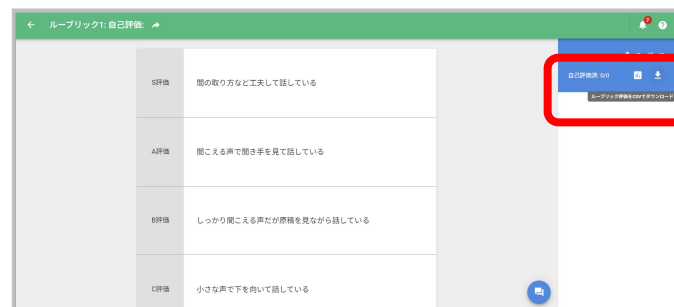 ← ループリック1: 自己評価:
9
S評価 間の取り方など工夫して話している
自己評価済: 0/0
ルーブリック評価をCSVでダウンロード
A評価 聞こえる声で聞き手を見て話している
B評価 しっかり聞こえる声だが原稿を見ながら話している
C評価 小さな声で下を向いて話している